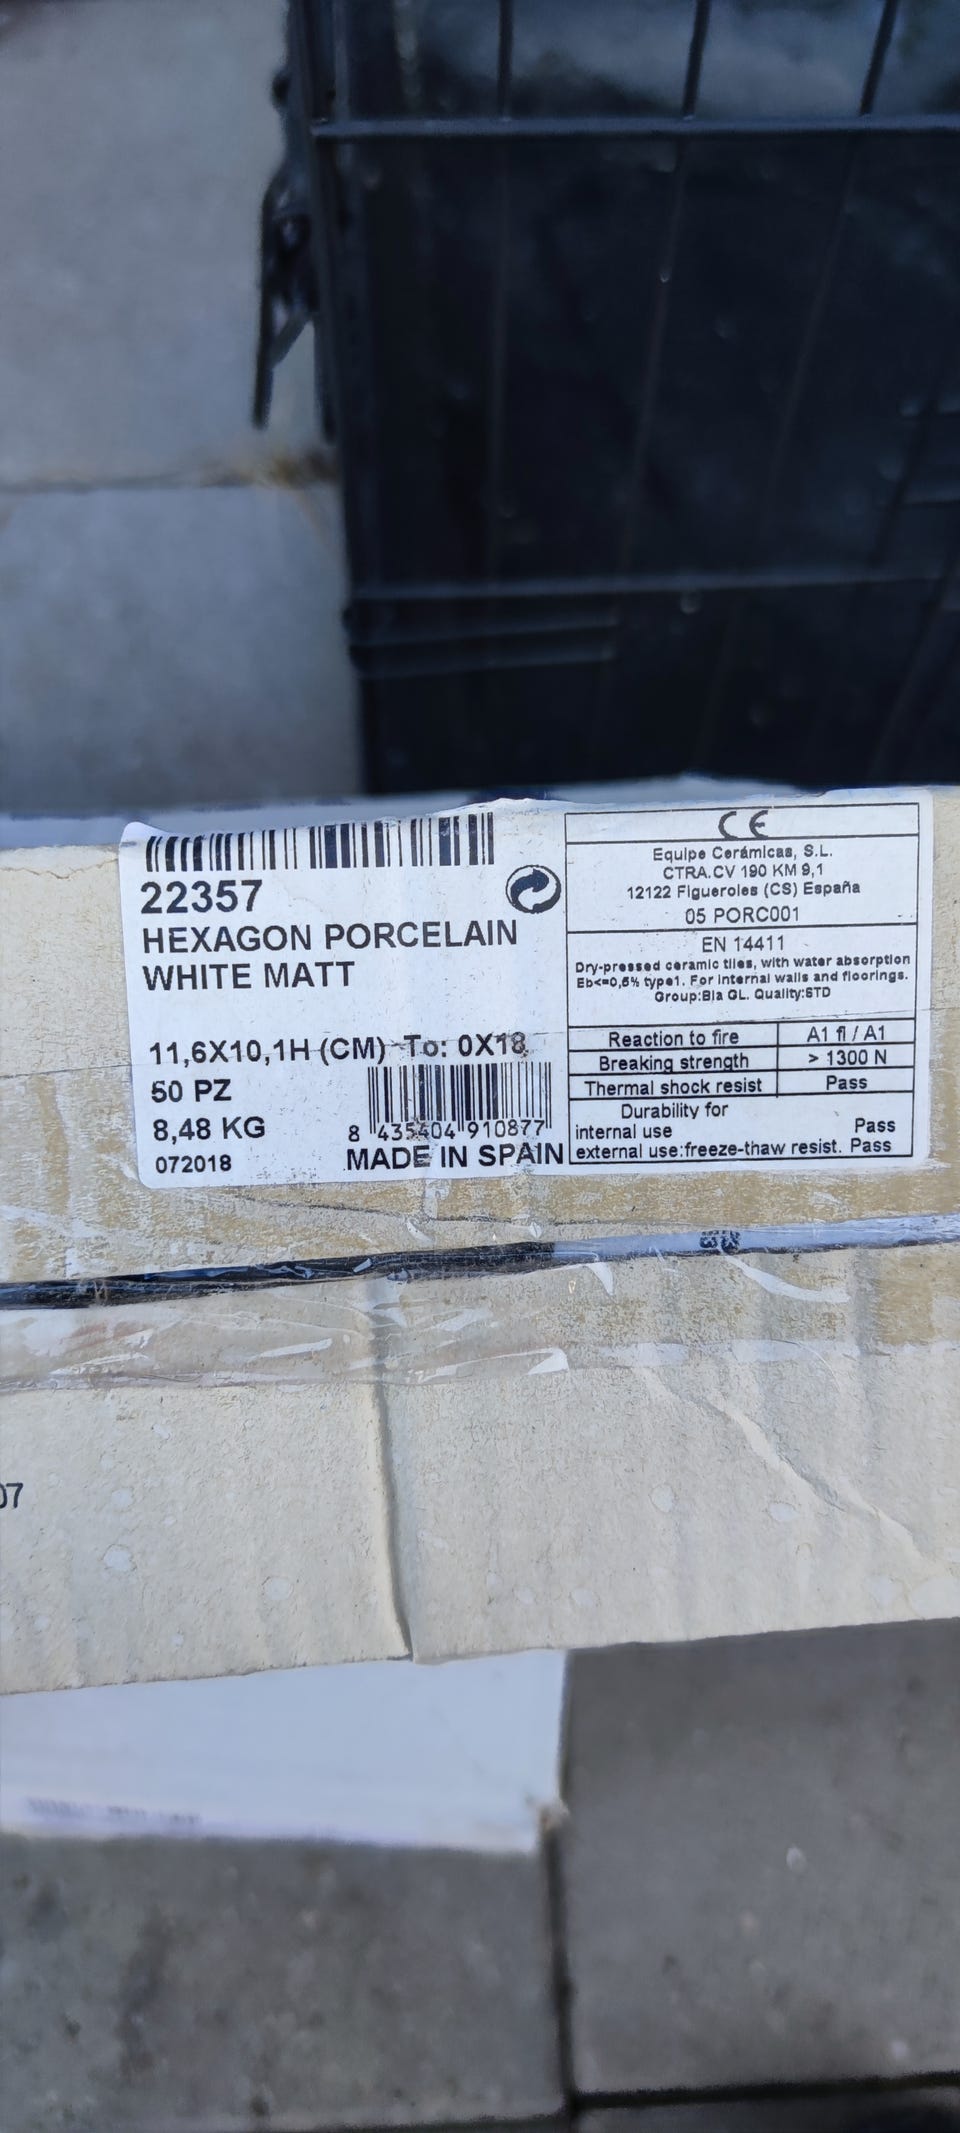 22357
HEXAGON PORCELAIN
WHITE MATT
11,6X10,1H (CM) To: 0X18
50 PZ
8,48 KG
072018
8 435404 910877
MADE IN SPAIN
CE
Equipe Cerámicas, S.L.
CTRA.CV 190 KM 9,1
12122 Figueroles (CS) España
05 PORC001
EN 14411
Dry-pressed ceramic tiles, with water absorption
Eb<=0,5% type1. For internal walls and floorings.
Group:BIa GL. Quality:STD
Reaction to fire A1 fl / A1
Breaking strength > 1300 N
Thermal shock resist Pass
Durability for
internal use Pass
external use:freeze-thaw resist. Pass
07